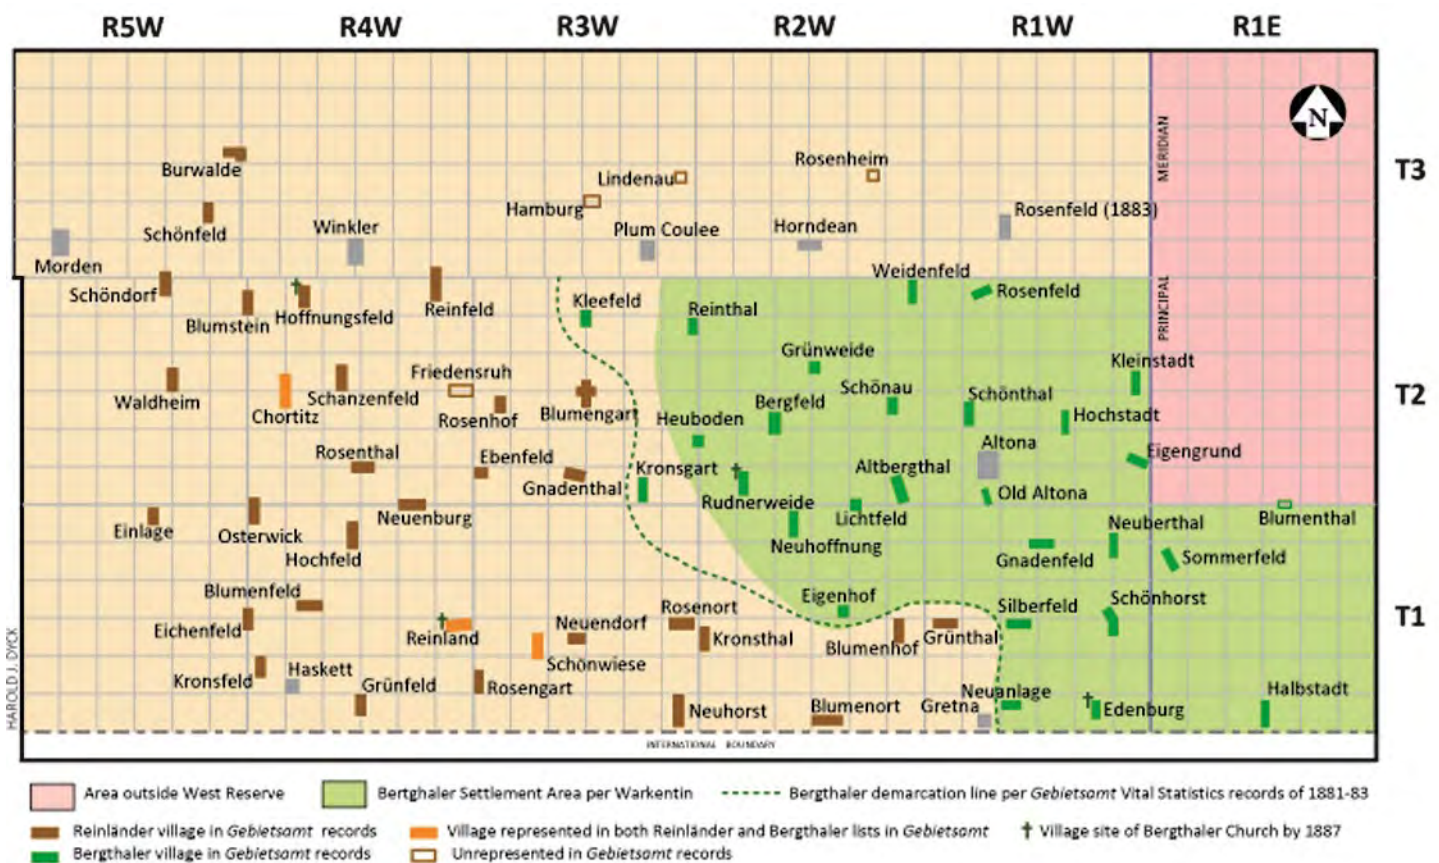 R5W R4W R3W R2W R1W R1E
N
MERIDIAN
T3
Burwalde
Rosenheim
Lindenau
Hamburg
Rosenfeld (1883)
Schönfeld
Winkler
Plum Coulee
Horndean
Morden
Weidenfeld
Schöndorf
Rosenfeld
Kleefeld
Reinthal
Reinfeld
Hoffnungsfeld
Blumstein
PRINCIPAL
Grünweide
Kleinstadt
Friedensruh
Schönau
T2
Waldheim
Schanzenfeld
Bergfeld
Schönthal
Chortitz
Rosenhof
Blumengart
Heuboden
Hochstadt
Altona
Rosenthal
Ebenfeld
Kronsgart
Altbergthal
Eigengrund
Gnadenthal
Old Altona
Rudnerweide
Neuenburg
Lichtfeld
Blumenthal
Einlage
Osterwick
Neuberthal
Neuhoffnung
Hochfeld
Gnadenfeld
Sommerfeld
Blumenfeld
Eigenhof
Schönhorst
Rosenort
Silberfeld
T1
Eichenfeld
Reinland
Neuendorf
Kronsthal
Grünthal
Blumenhof
Schönwiese
Haskett
Kronsfeld
Grünfeld
Rosengart
Neuanlage
Halbstadt
Neuhorst
Blumenort
Gretna
Edenburg
HAROLD J. DYCK
INTERNATIONAL BOUNDARY
Area outside West Reserve
Bertghaler Settlement Area per Warkentin
Bergthaler demarcation line per Gebietsamt Vital Statistics records of 1881-83
Reinländer village in Gebietsamt records
Village represented in both Reinländer and Bergthaler lists in Gebietsamt
Village site of Bergthaler Church by 1887
Bergthaler village in Gebietsamt records
Unrepresented in Gebietsamt records